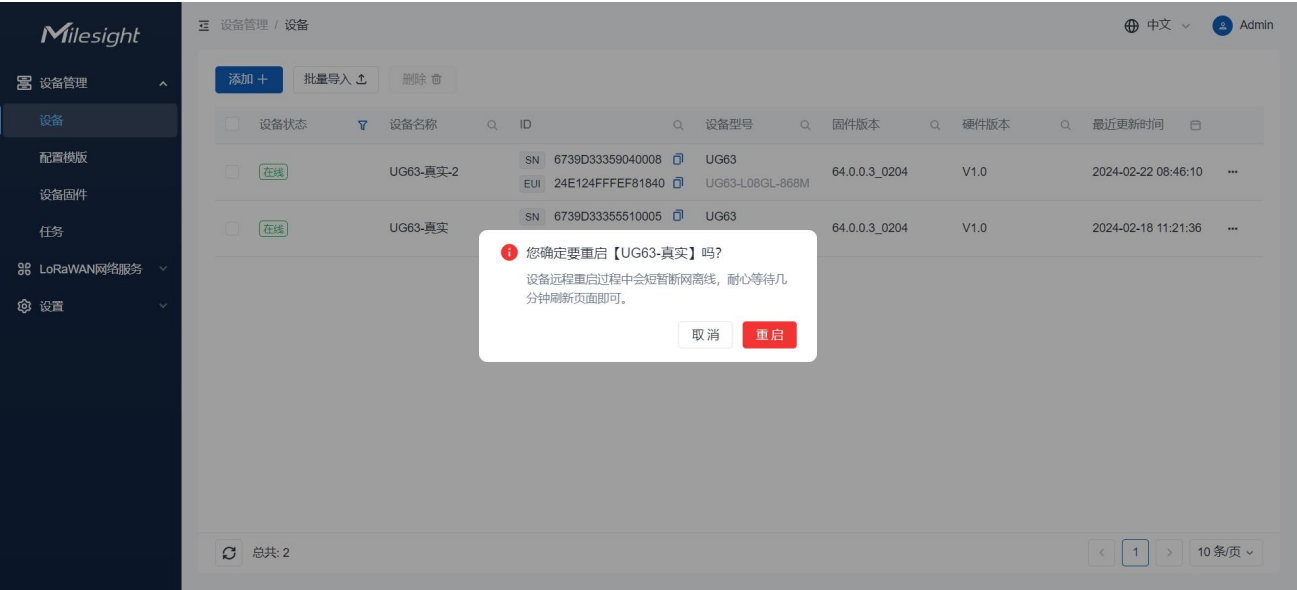 Milesight
设备管理 / 设备
中文
Admin
设备管理
设备
配置模版
设备固件
任务
LoRaWAN网络服务
设置
添加
批量导入
删除
设备状态 设备名称 ID 设备型号 固件版本 硬件版本 最近更新时间
在线 UG63-真实-2 SN 6739D33359040008 UG63 64.0.0.3_0204 V1.0 2024-02-22 08:46:10
EUI 24E124FFFEF81840 UG63-L08GL-868M
在线 UG63-真实 SN 6739D33355510005 UG63 64.0.0.3_0204 V1.0 2024-02-18 11:21:36
您确定要重启【UG63-真实】吗?
设备远程重启过程中会短暂断网离线，耐心等待几
分钟刷新页面即可。
取消 重启
总共: 2
1
10 条/页